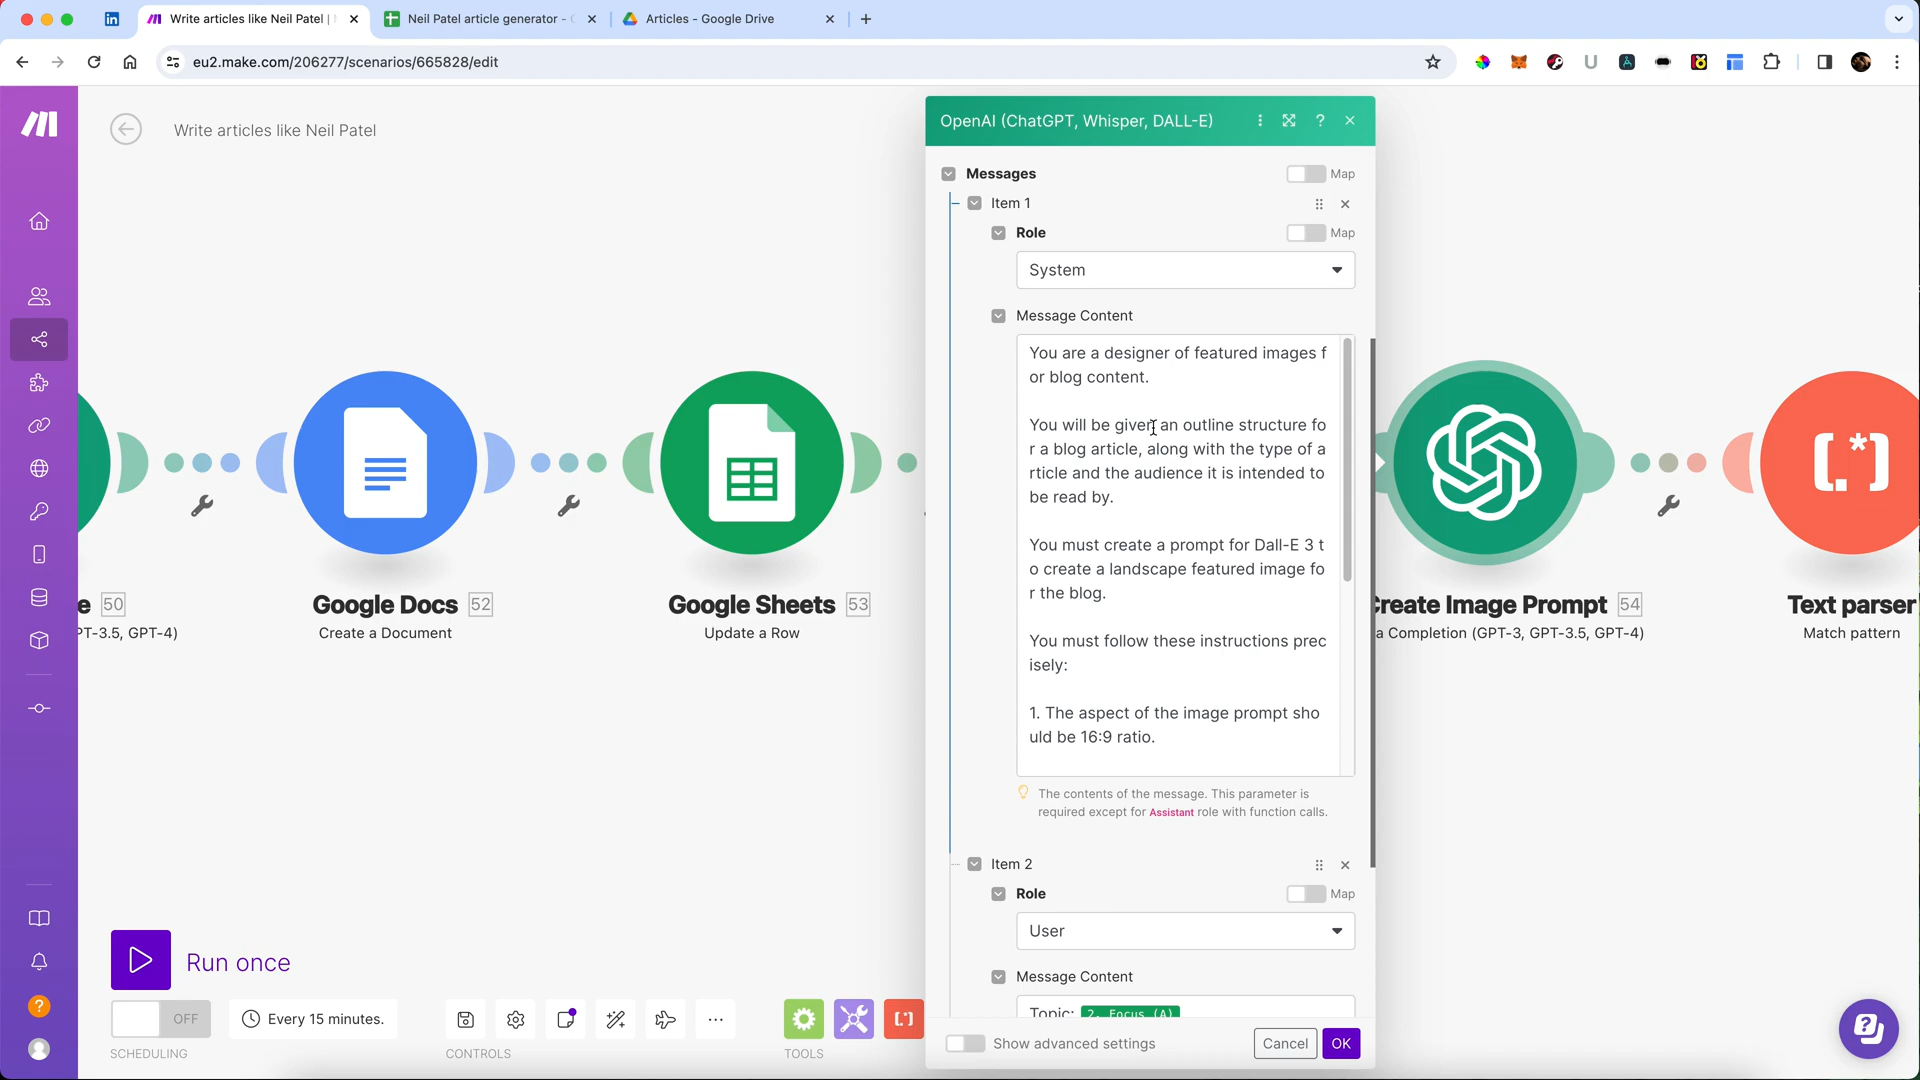 Write articles like Neil Patel |
Neil Patel article generator -
Articles - Google Drive
eu2.make.com/206277/scenarios/665828/edit
Write articles like Neil Patel
OpenAI (ChatGPT, Whisper, DALL-E)
Messages
Map
Item 1
Role
Map
System
Message Content
You are a designer of featured images f
or blog content.
You will be given an outline structure fo
r a blog article, along with the type of a
rticle and the audience it is intended to
be read by.
You must create a prompt for Dall-E 3 t
o create a landscape featured image fo
r the blog.
You must follow these instructions prec
isely:
1. The aspect of the image prompt sho
uld be 16:9 ratio.
The contents of the message. This parameter is
required except for Assistant role with function calls.
Item 2
Role
Map
User
Message Content
Topic: 2. Focus (A)
Show advanced settings
Cancel
OK
e 50
PT-3.5, GPT-4)
Google Docs 52
Create a Document
Google Sheets 53
Update a Row
Create Image Prompt 54
a Completion (GPT-3, GPT-3.5, GPT-4)
Text parser
Match pattern
Run once
OFF
Every 15 minutes.
SCHEDULING
CONTROLS
TOOLS